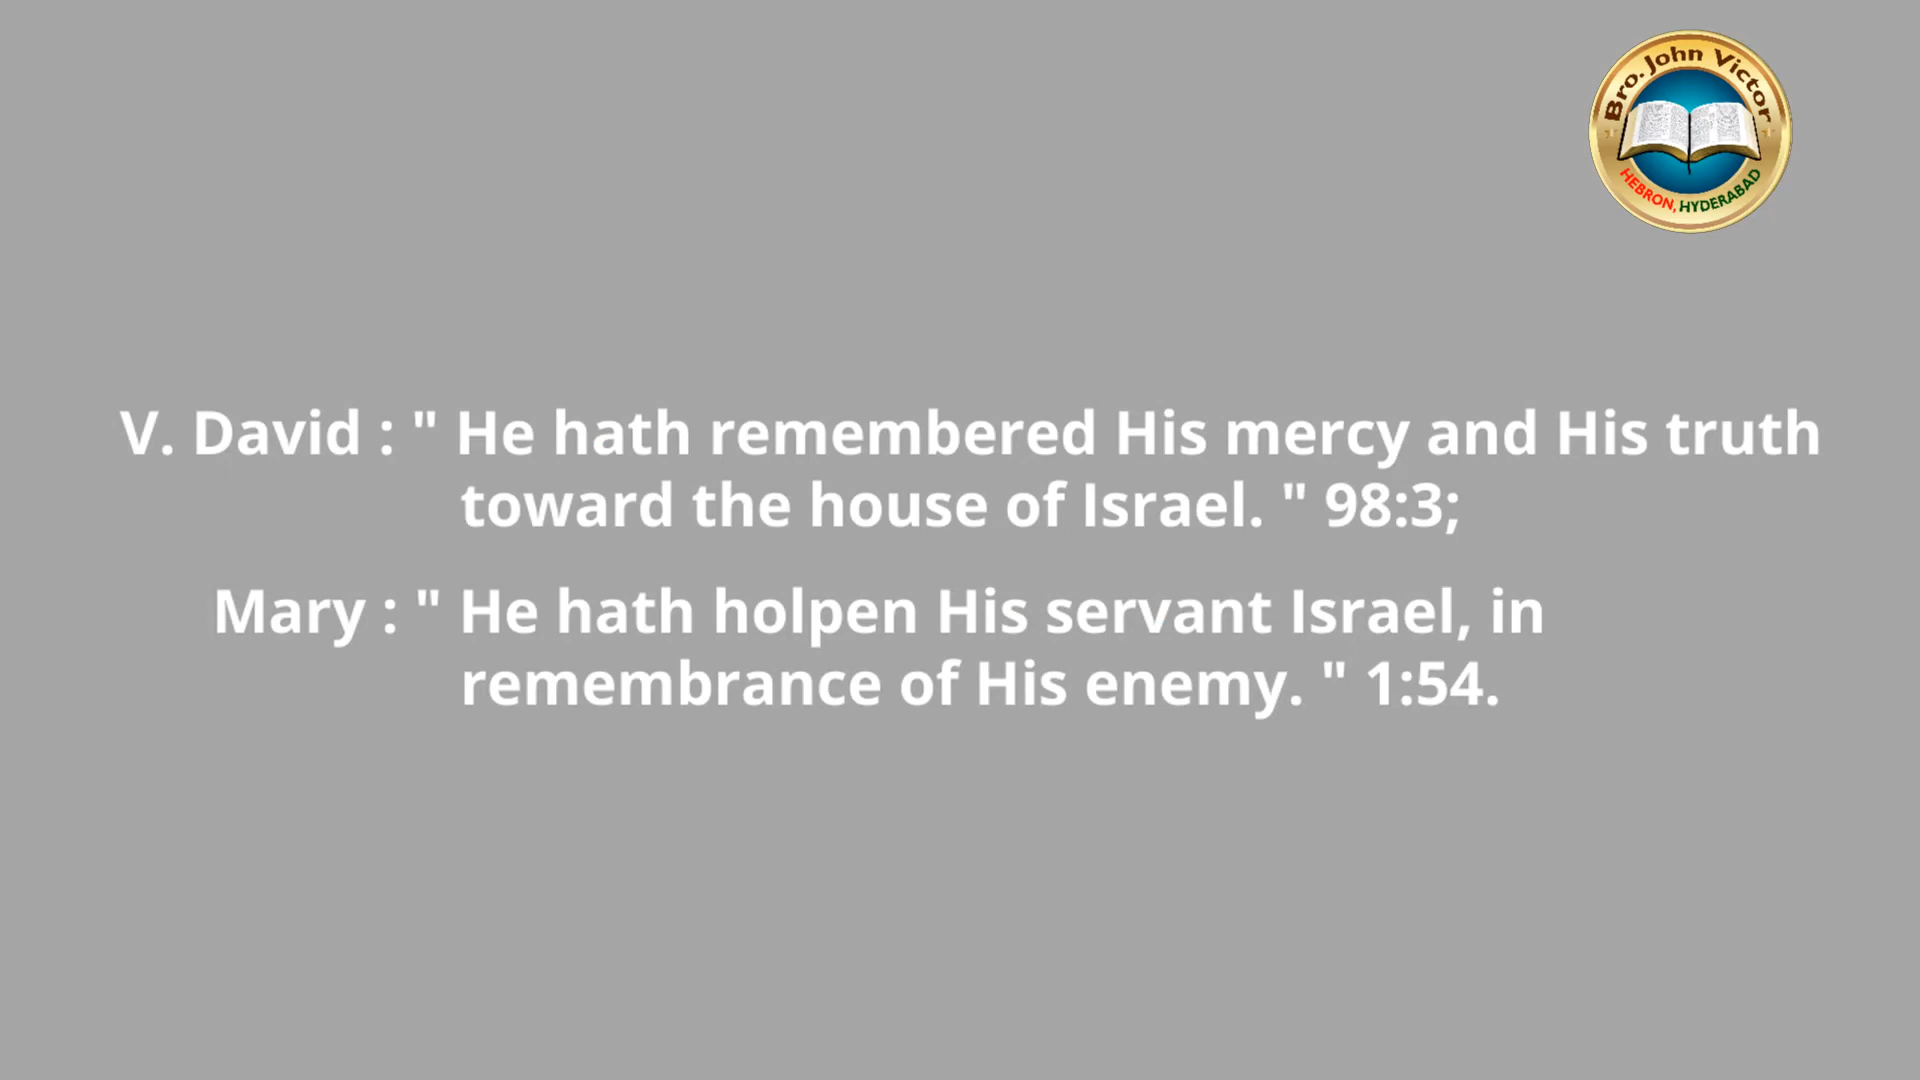 Bro. John Victor
HEBRON, HYDERABAD
V. David : " He hath remembered His mercy and His truth
toward the house of Israel. " 98:3;
Mary : " He hath holpen His servant Israel, in
remembrance of His enemy. " 1:54.